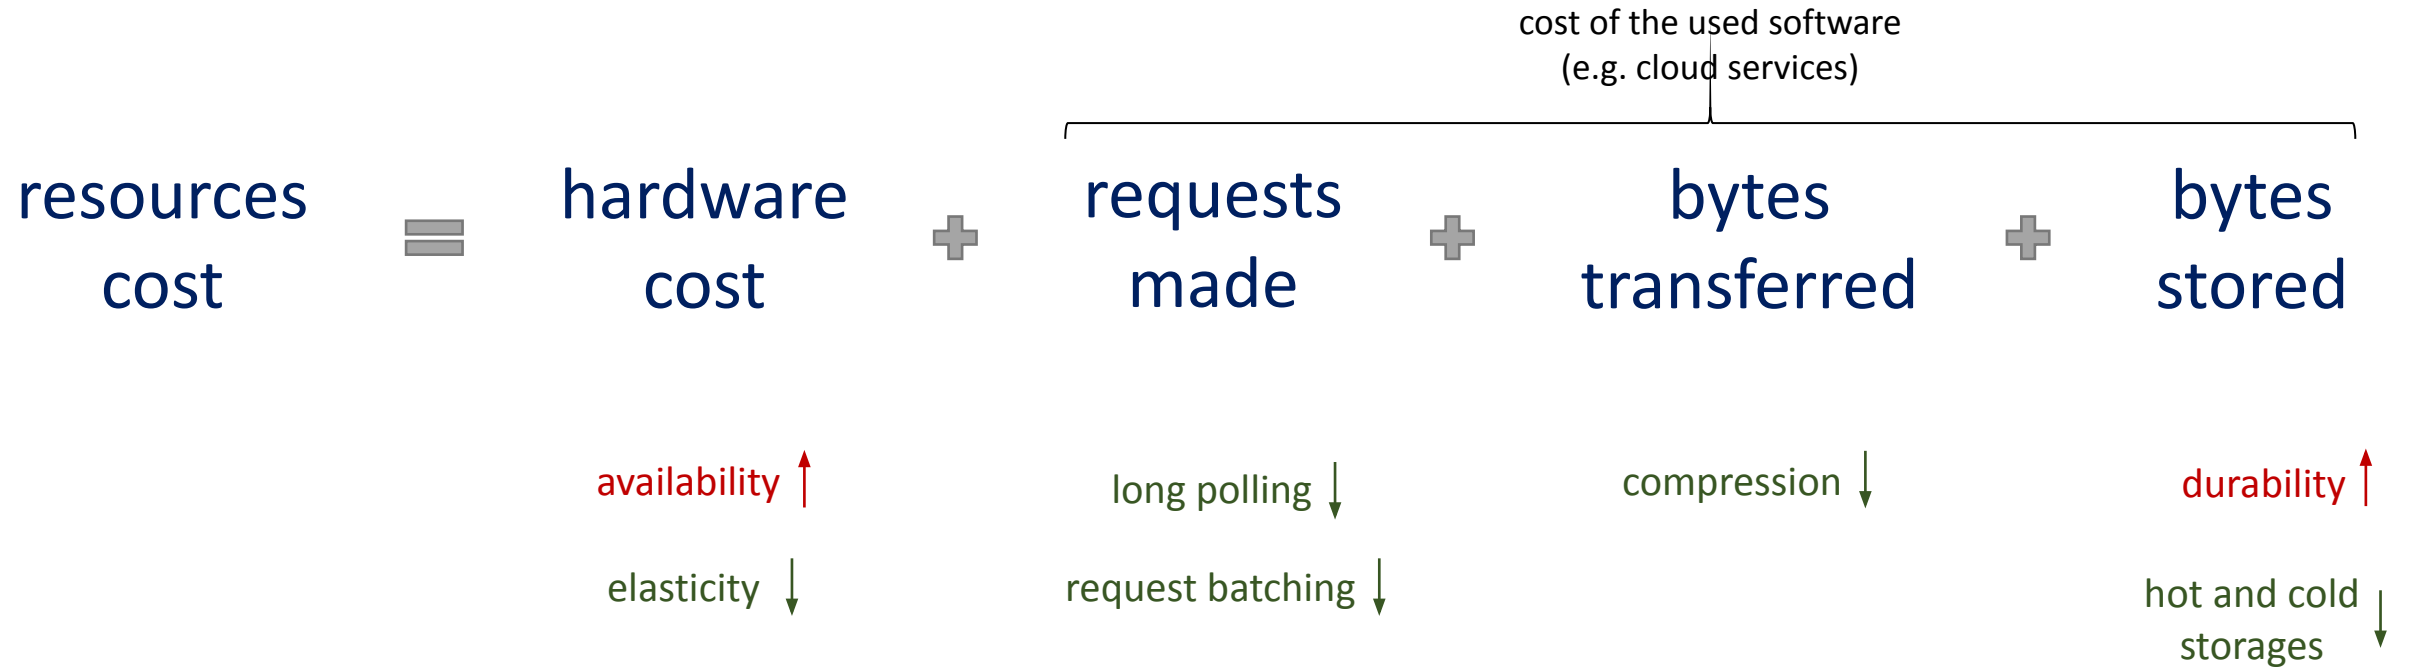 cost of the used software
(e.g. cloud services)
resources
cost
hardware
cost
requests
made
bytes
transferred
bytes
stored
availability
elasticity
long polling
request batching
compression
durability
hot and cold
storages